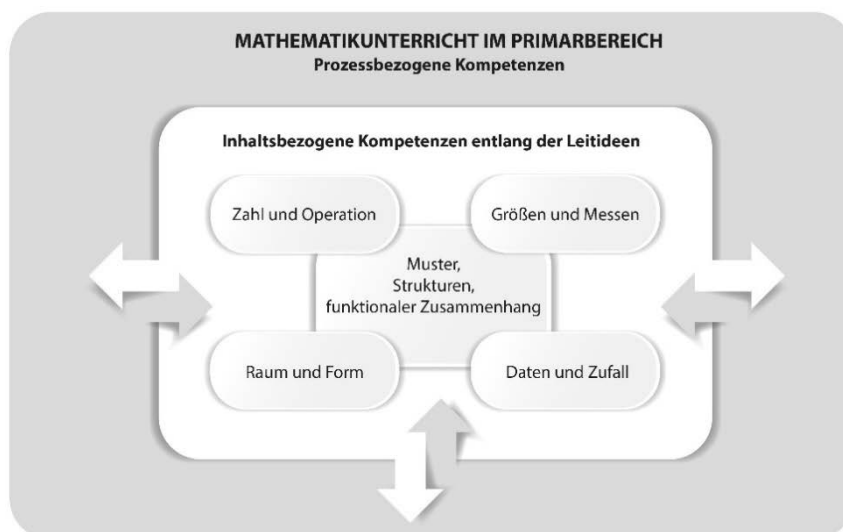 MATHEMATIKUNTERRICHT IM PRIMARBEREICH
Prozessbezogene Kompetenzen
Inhaltsbezogene Kompetenzen entlang der Leitideen
Zahl und Operation
Größen und Messen
Muster,
Strukturen,
funktionaler Zusammenhang
Raum und Form
Daten und Zufall